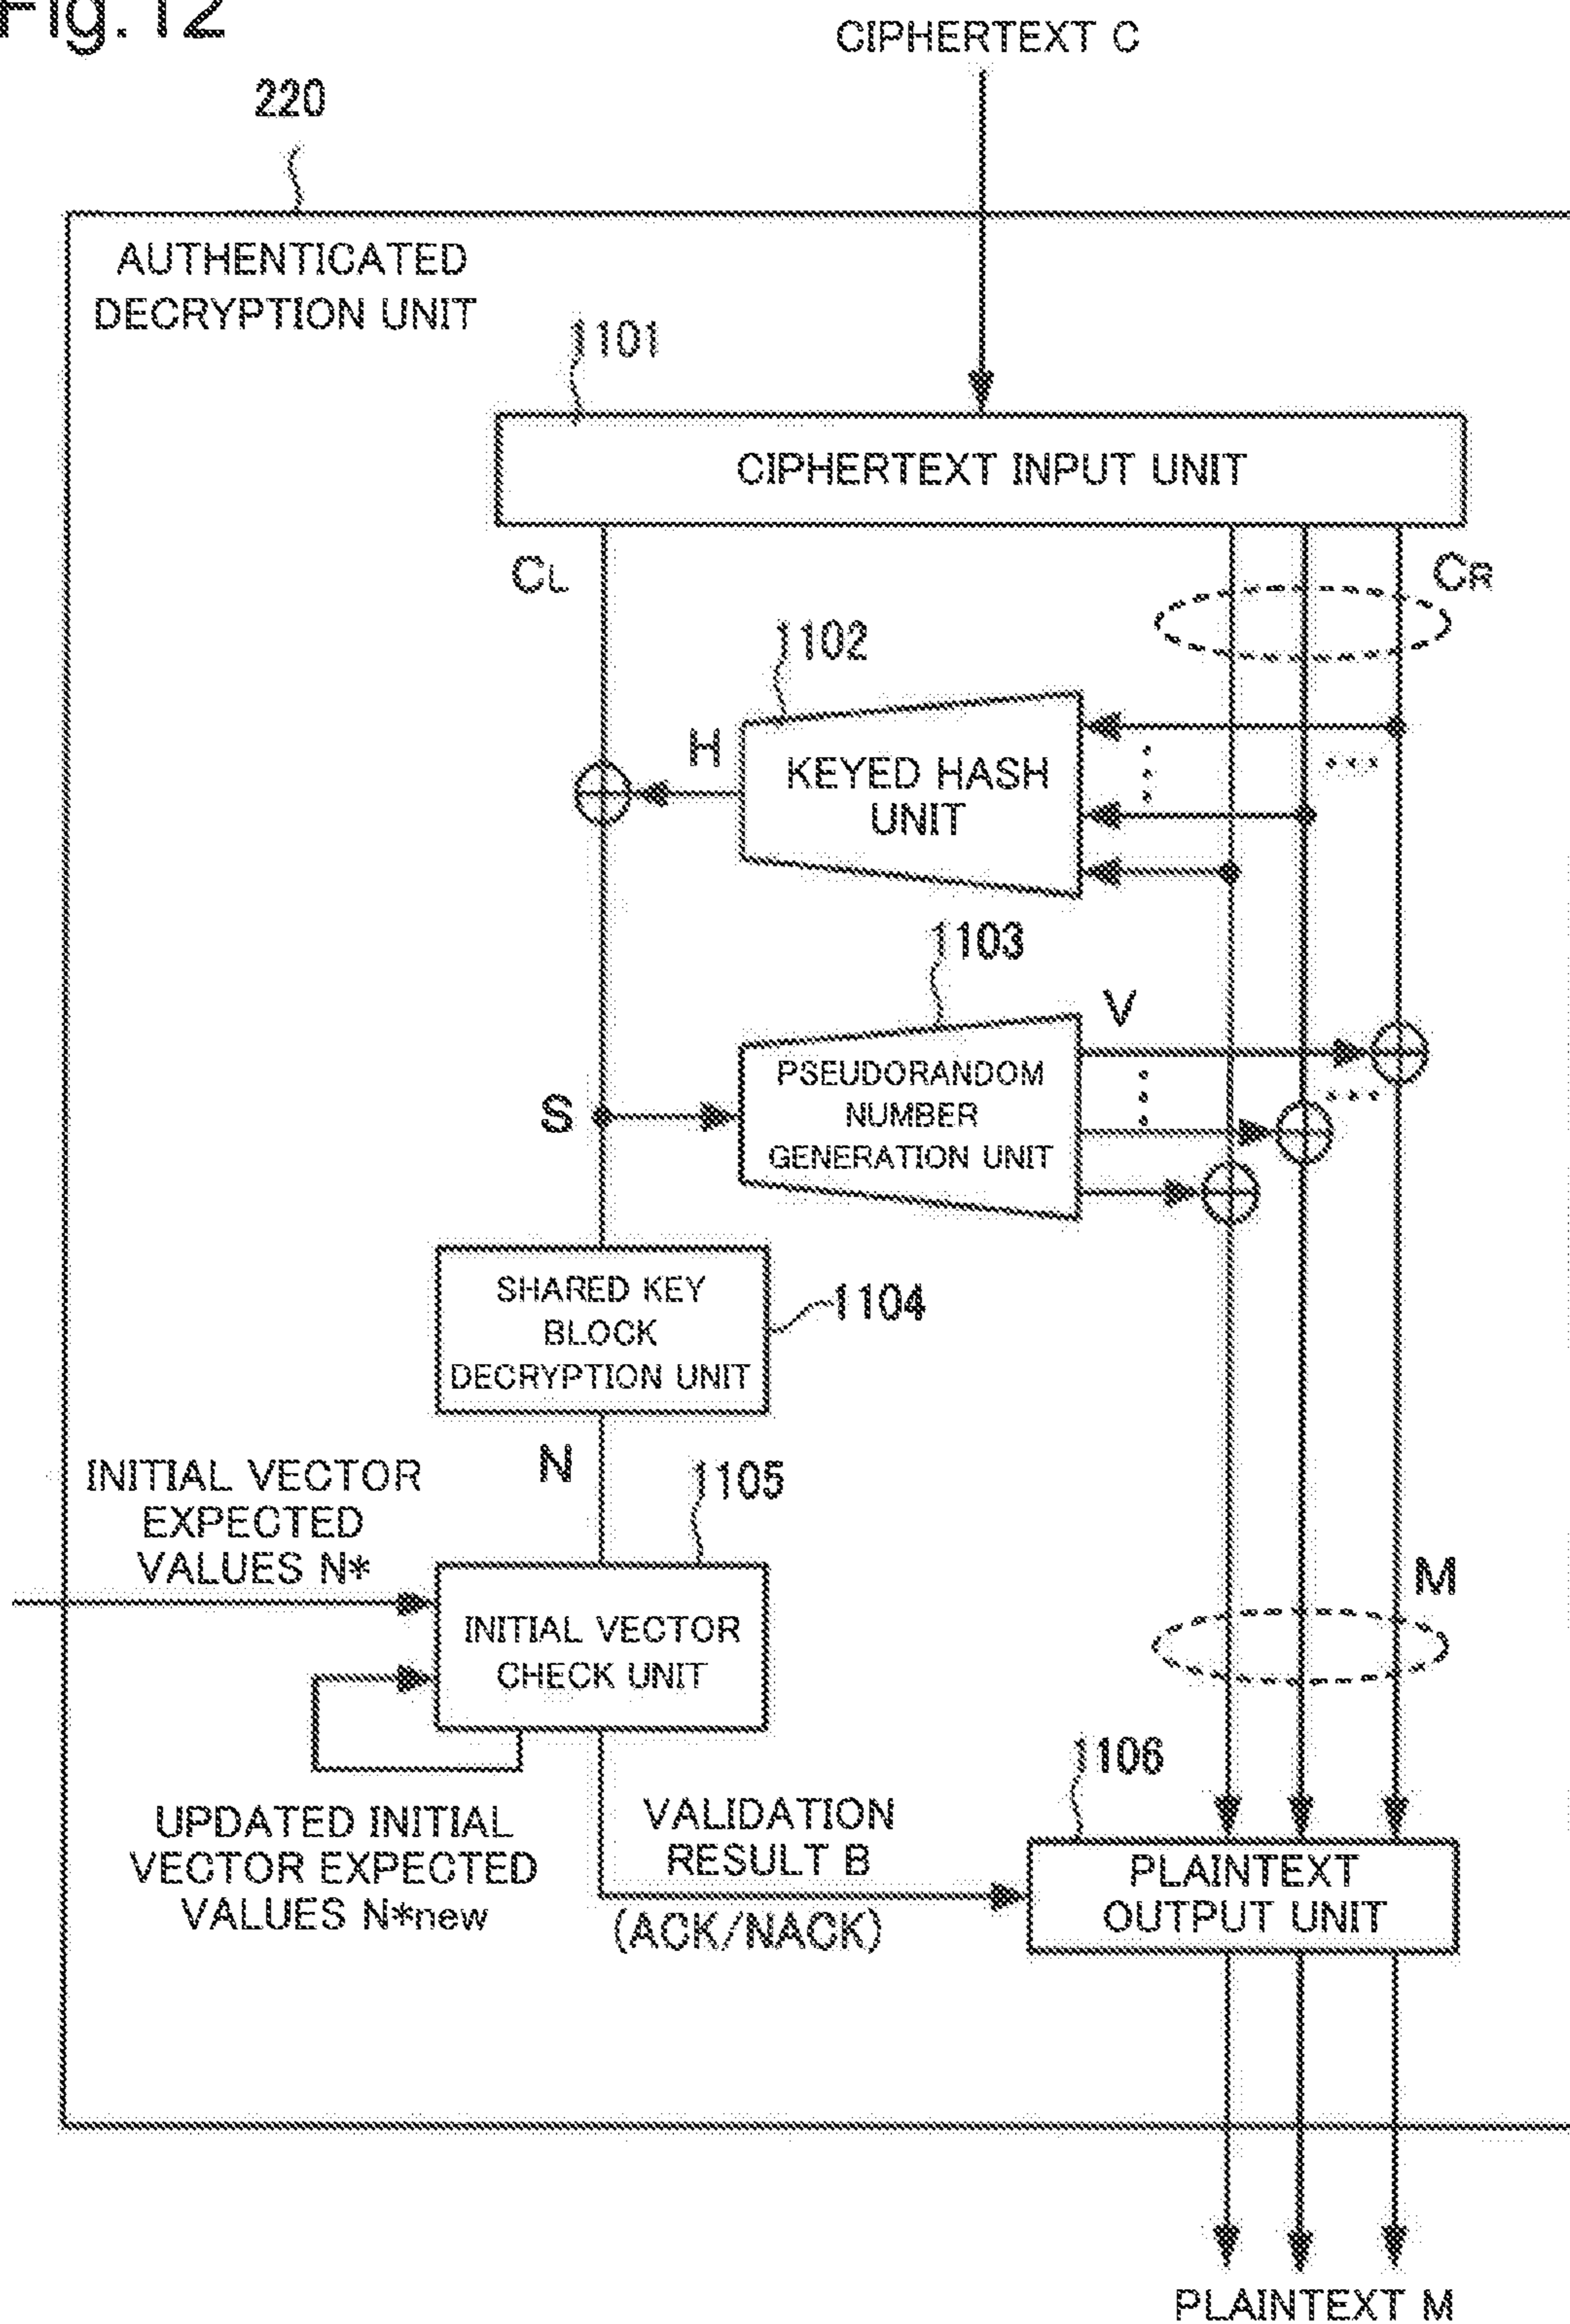 Fig.12
CIPHERTEXT C
220
AUTHENTICATED
DECRYPTION UNIT
1101
CIPHERTEXT INPUT UNIT
CL
CR
1102
H
KEYED HASH
UNIT
1103
V
PSEUDORANDOM
NUMBER
GENERATION UNIT
S
SHARED KEY
BLOCK
DECRYPTION UNIT
1104
N
1105
INITIAL VECTOR
EXPECTED
VALUES N*
INITIAL VECTOR
CHECK UNIT
M
1106
UPDATED INITIAL
VECTOR EXPECTED
VALUES N*new
VALIDATION
RESULT B
(ACK/NACK)
PLAINTEXT
OUTPUT UNIT
PLAINTEXT M